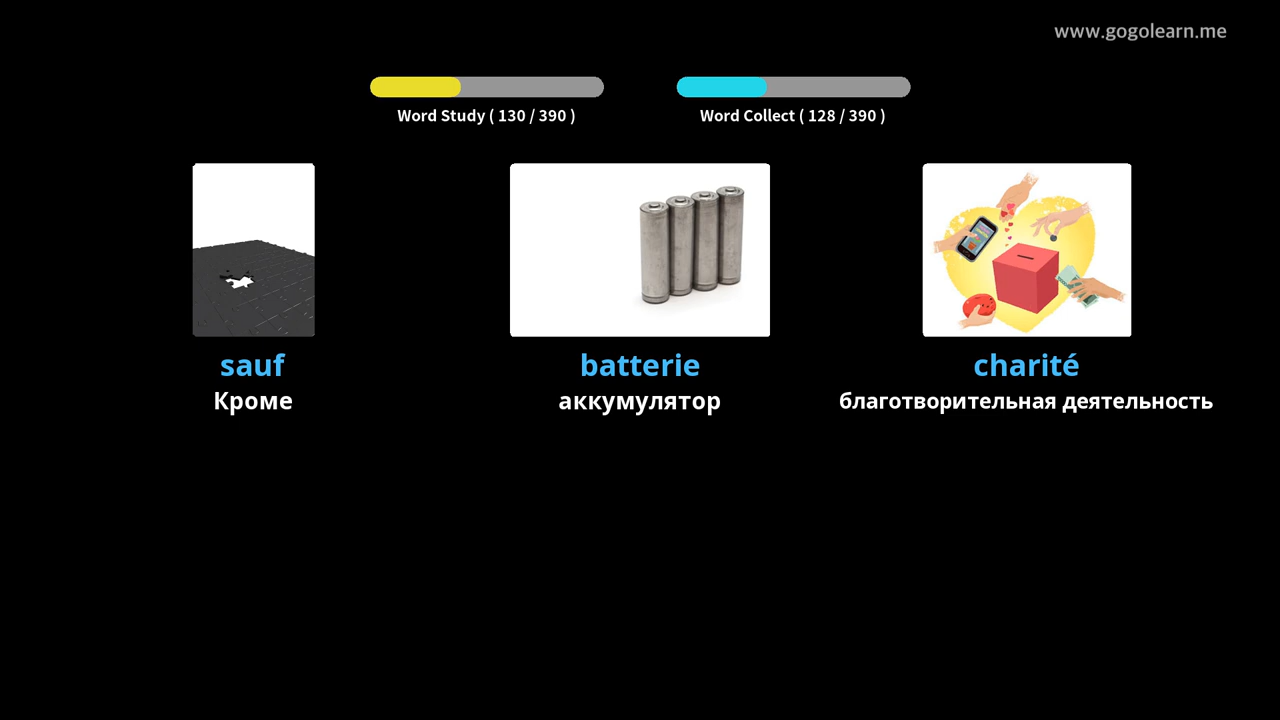 www.gogolearn.me
Word Study ( 130 / 390 )
Word Collect ( 128 / 390 )
sauf
Кроме
batterie
аккумулятор
charité
благотворительная деятельность